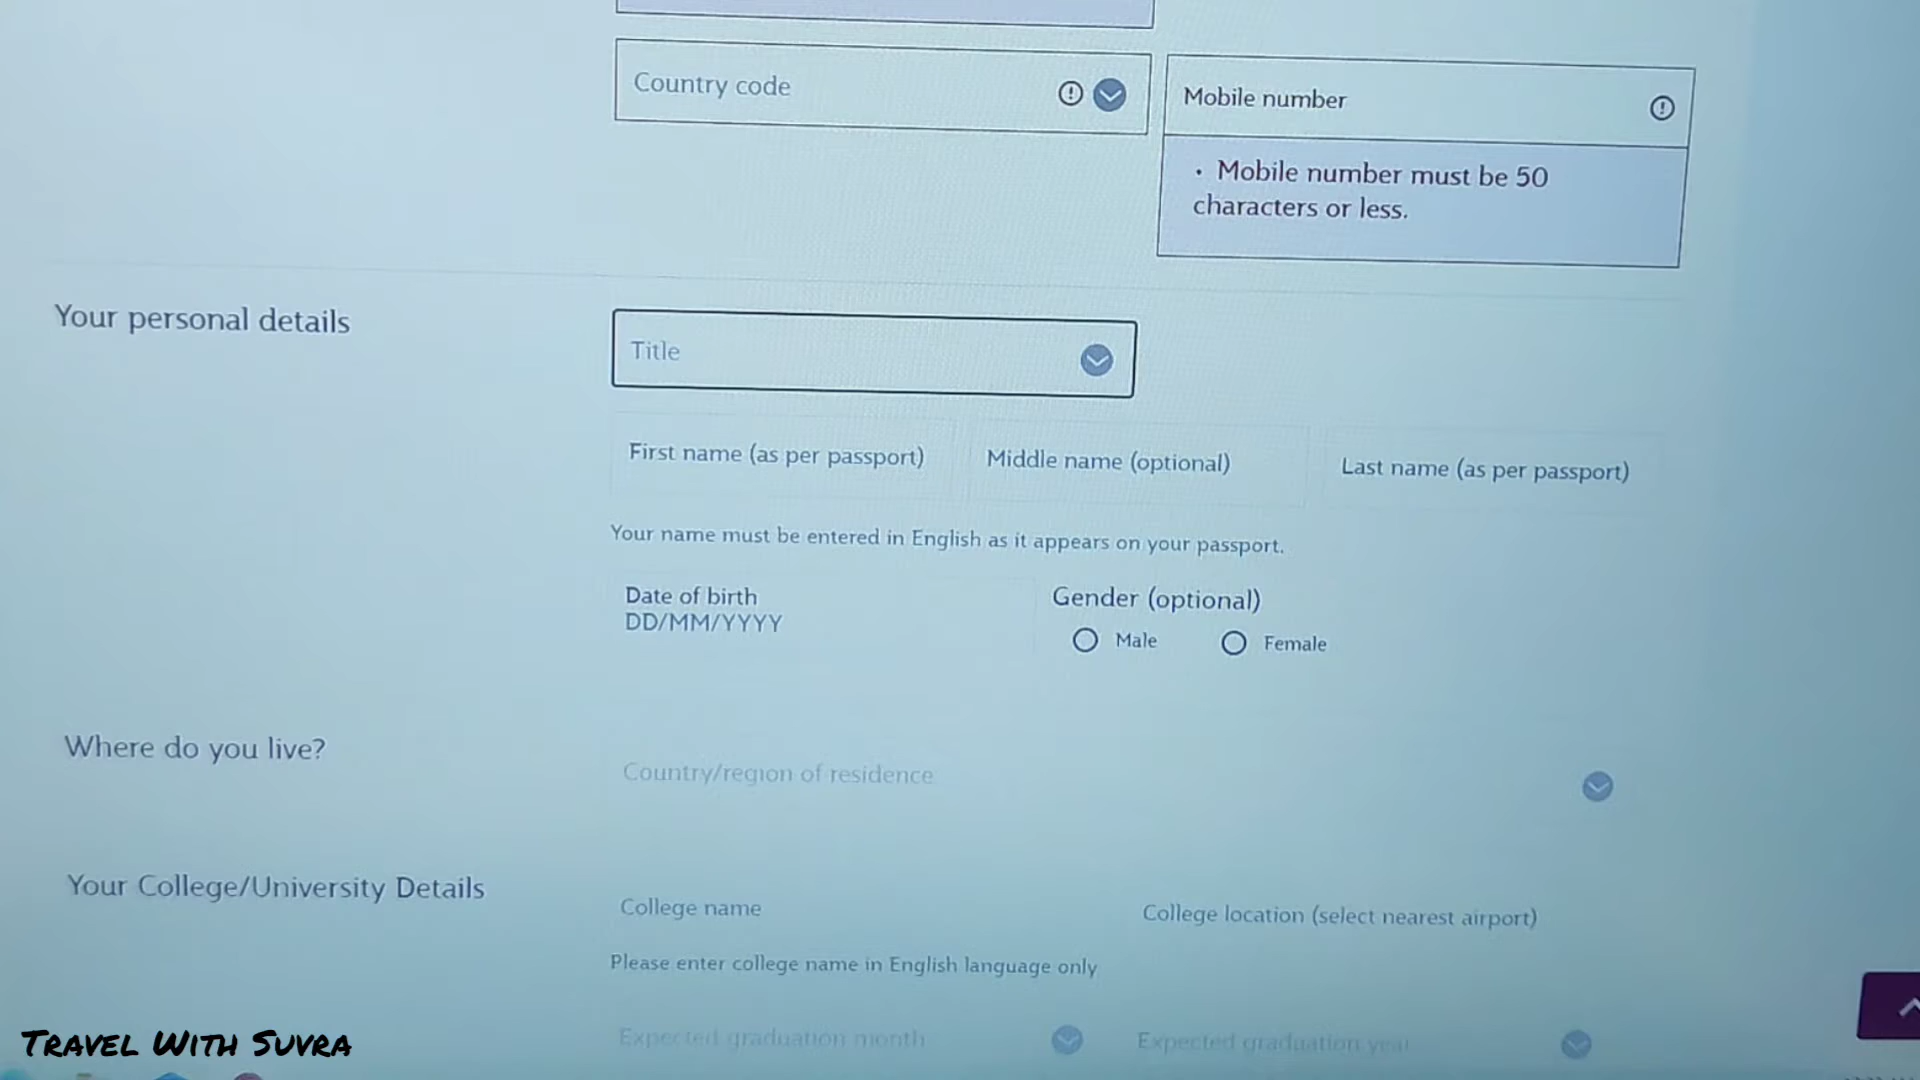 Country code
Mobile number
• Mobile number must be 50
characters or less.
Your personal details
Title
First name (as per passport)
Middle name (optional)
Last name (as per passport)
Your name must be entered in English as it appears on your passport.
Date of birth
DD/MM/YYYY
Gender (optional)
Male
Female
Where do you live?
Country/region of residence
Your College/University Details
College name
College location (select nearest airport)
Please enter college name in English language only
Expected graduation month
Expected graduation year
TRAVEL WITH SUVRA